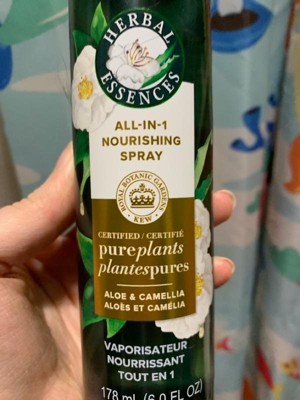 HERBAL
ESSENCES
ALL-IN-1
NOURISHING
SPRAY
ROYAL BOTANIC GARDENS
KEW
CERTIFIED / CERTIFIÉ
pureplants
plantespures
ALOE & CAMELLIA
ALOÈS ET CAMÉLIA
VAPORISATEUR
NOURRISSANT
TOUT EN 1
178 mL (6.0 FL OZ)